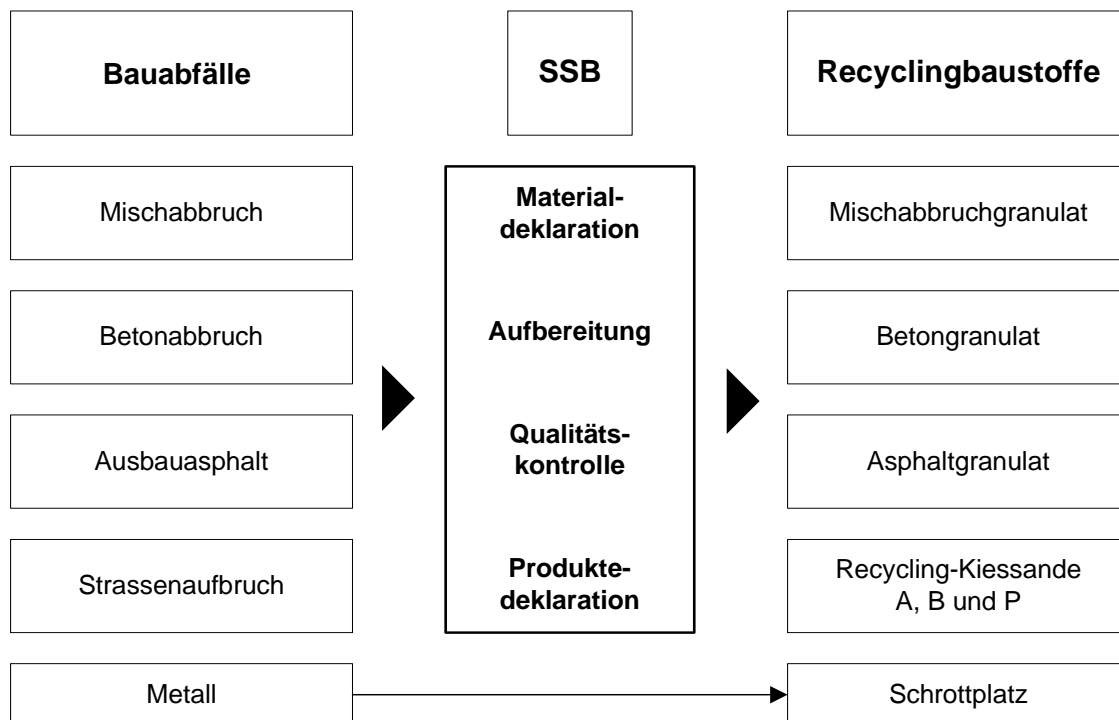 Bauabfälle
SSB
Recyclingbaustoffe
Mischabbruch
Material-
deklaration
Mischabbruchgranulat
Betonabbruch
Aufbereitung
Betongranulat
Ausbauasphalt
Qualitäts-
kontrolle
Asphaltgranulat
Strassenaufbruch
Produkte-
deklaration
Recycling-Kiessande
A, B und P
Metall
Schrottplatz